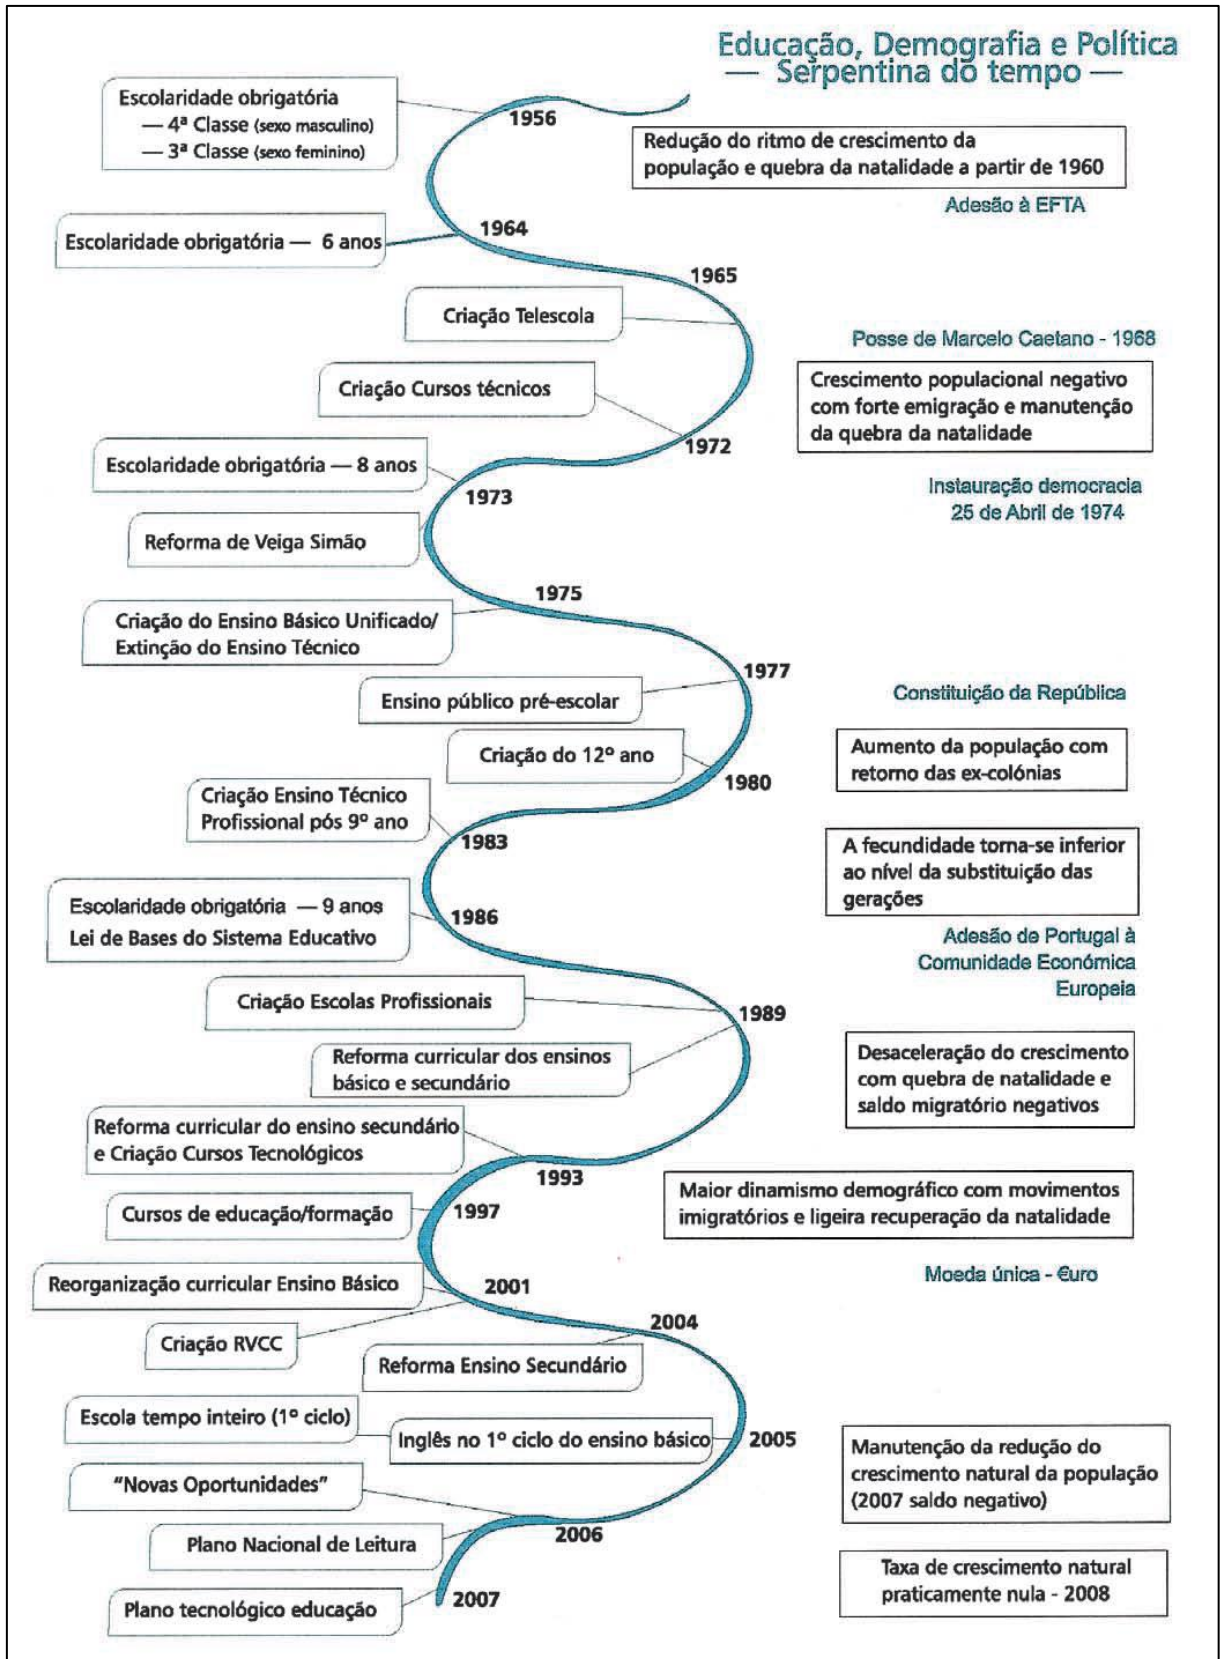 Educação, Demografia e Política
— Serpentina do tempo —
Escolaridade obrigatória
— 4ª Classe (sexo masculino)
— 3ª Classe (sexo feminino)
1956
Redução do ritmo de crescimento da
população e quebra da natalidade a partir de 1960
Adesão à EFTA
Escolaridade obrigatória — 6 anos
1964
1965
Criação Telescola
Posse de Marcelo Caetano - 1968
Criação Cursos técnicos
Crescimento populacional negativo
com forte emigração e manutenção
da quebra da natalidade
1972
Escolaridade obrigatória — 8 anos
1973
Instauração democracia
25 de Abril de 1974
Reforma de Veiga Simão
1975
Criação do Ensino Básico Unificado/
Extinção do Ensino Técnico
1977
Ensino público pré-escolar
Constituição da República
Criação do 12º ano
1980
Aumento da população com
retorno das ex-colónias
Criação Ensino Técnico
Profissional pós 9º ano
1983
A fecundidade torna-se inferior
ao nível da substituição das
gerações
Escolaridade obrigatória — 9 anos
Lei de Bases do Sistema Educativo
1986
Adesão de Portugal à
Comunidade Económica
Europeia
Criação Escolas Profissionais
1989
Reforma curricular dos ensinos
básico e secundário
Desaceleração do crescimento
com quebra de natalidade e
saldo migratório negativos
Reforma curricular do ensino secundário
e Criação Cursos Tecnológicos
1993
Maior dinamismo demográfico com movimentos
imigratórios e ligeira recuperação da natalidade
Cursos de educação/formação
1997
Moeda única - €uro
Reorganização curricular Ensino Básico
2001
Criação RVCC
2004
Reforma Ensino Secundário
Escola tempo inteiro (1º ciclo)
Inglês no 1º ciclo do ensino básico
2005
Manutenção da redução do
crescimento natural da população
(2007 saldo negativo)
"Novas Oportunidades"
2006
Plano Nacional de Leitura
Taxa de crescimento natural
praticamente nula - 2008
Plano tecnológico educação
2007